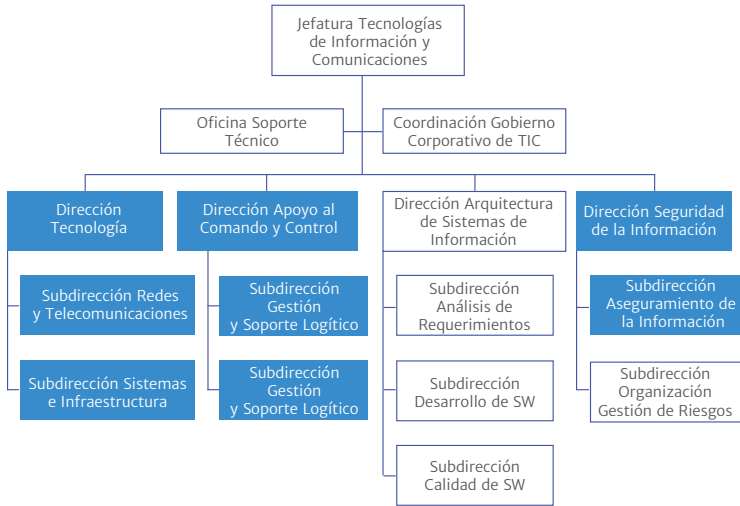 Jefatura Tecnologías
de Información y
Comunicaciones
Oficina Soporte
Técnico
Coordinación Gobierno
Corporativo de TIC
Dirección
Tecnología
Dirección Apoyo al
Comando y Control
Dirección Arquitectura
de Sistemas de
Información
Dirección Seguridad
de la Información
Subdirección Redes
y Telecomunicaciones
Subdirección
Gestión
y Soporte Logítico
Subdirección
Análisis de
Requerimientos
Subdirección
Aseguramiento de
la Información
Subdirección Sistemas
e Infraestructura
Subdirección
Gestión
y Soporte Logítico
Subdirección
Desarrollo de SW
Subdirección
Organización
Gestión de Riesgos
Subdirección
Calidad de SW